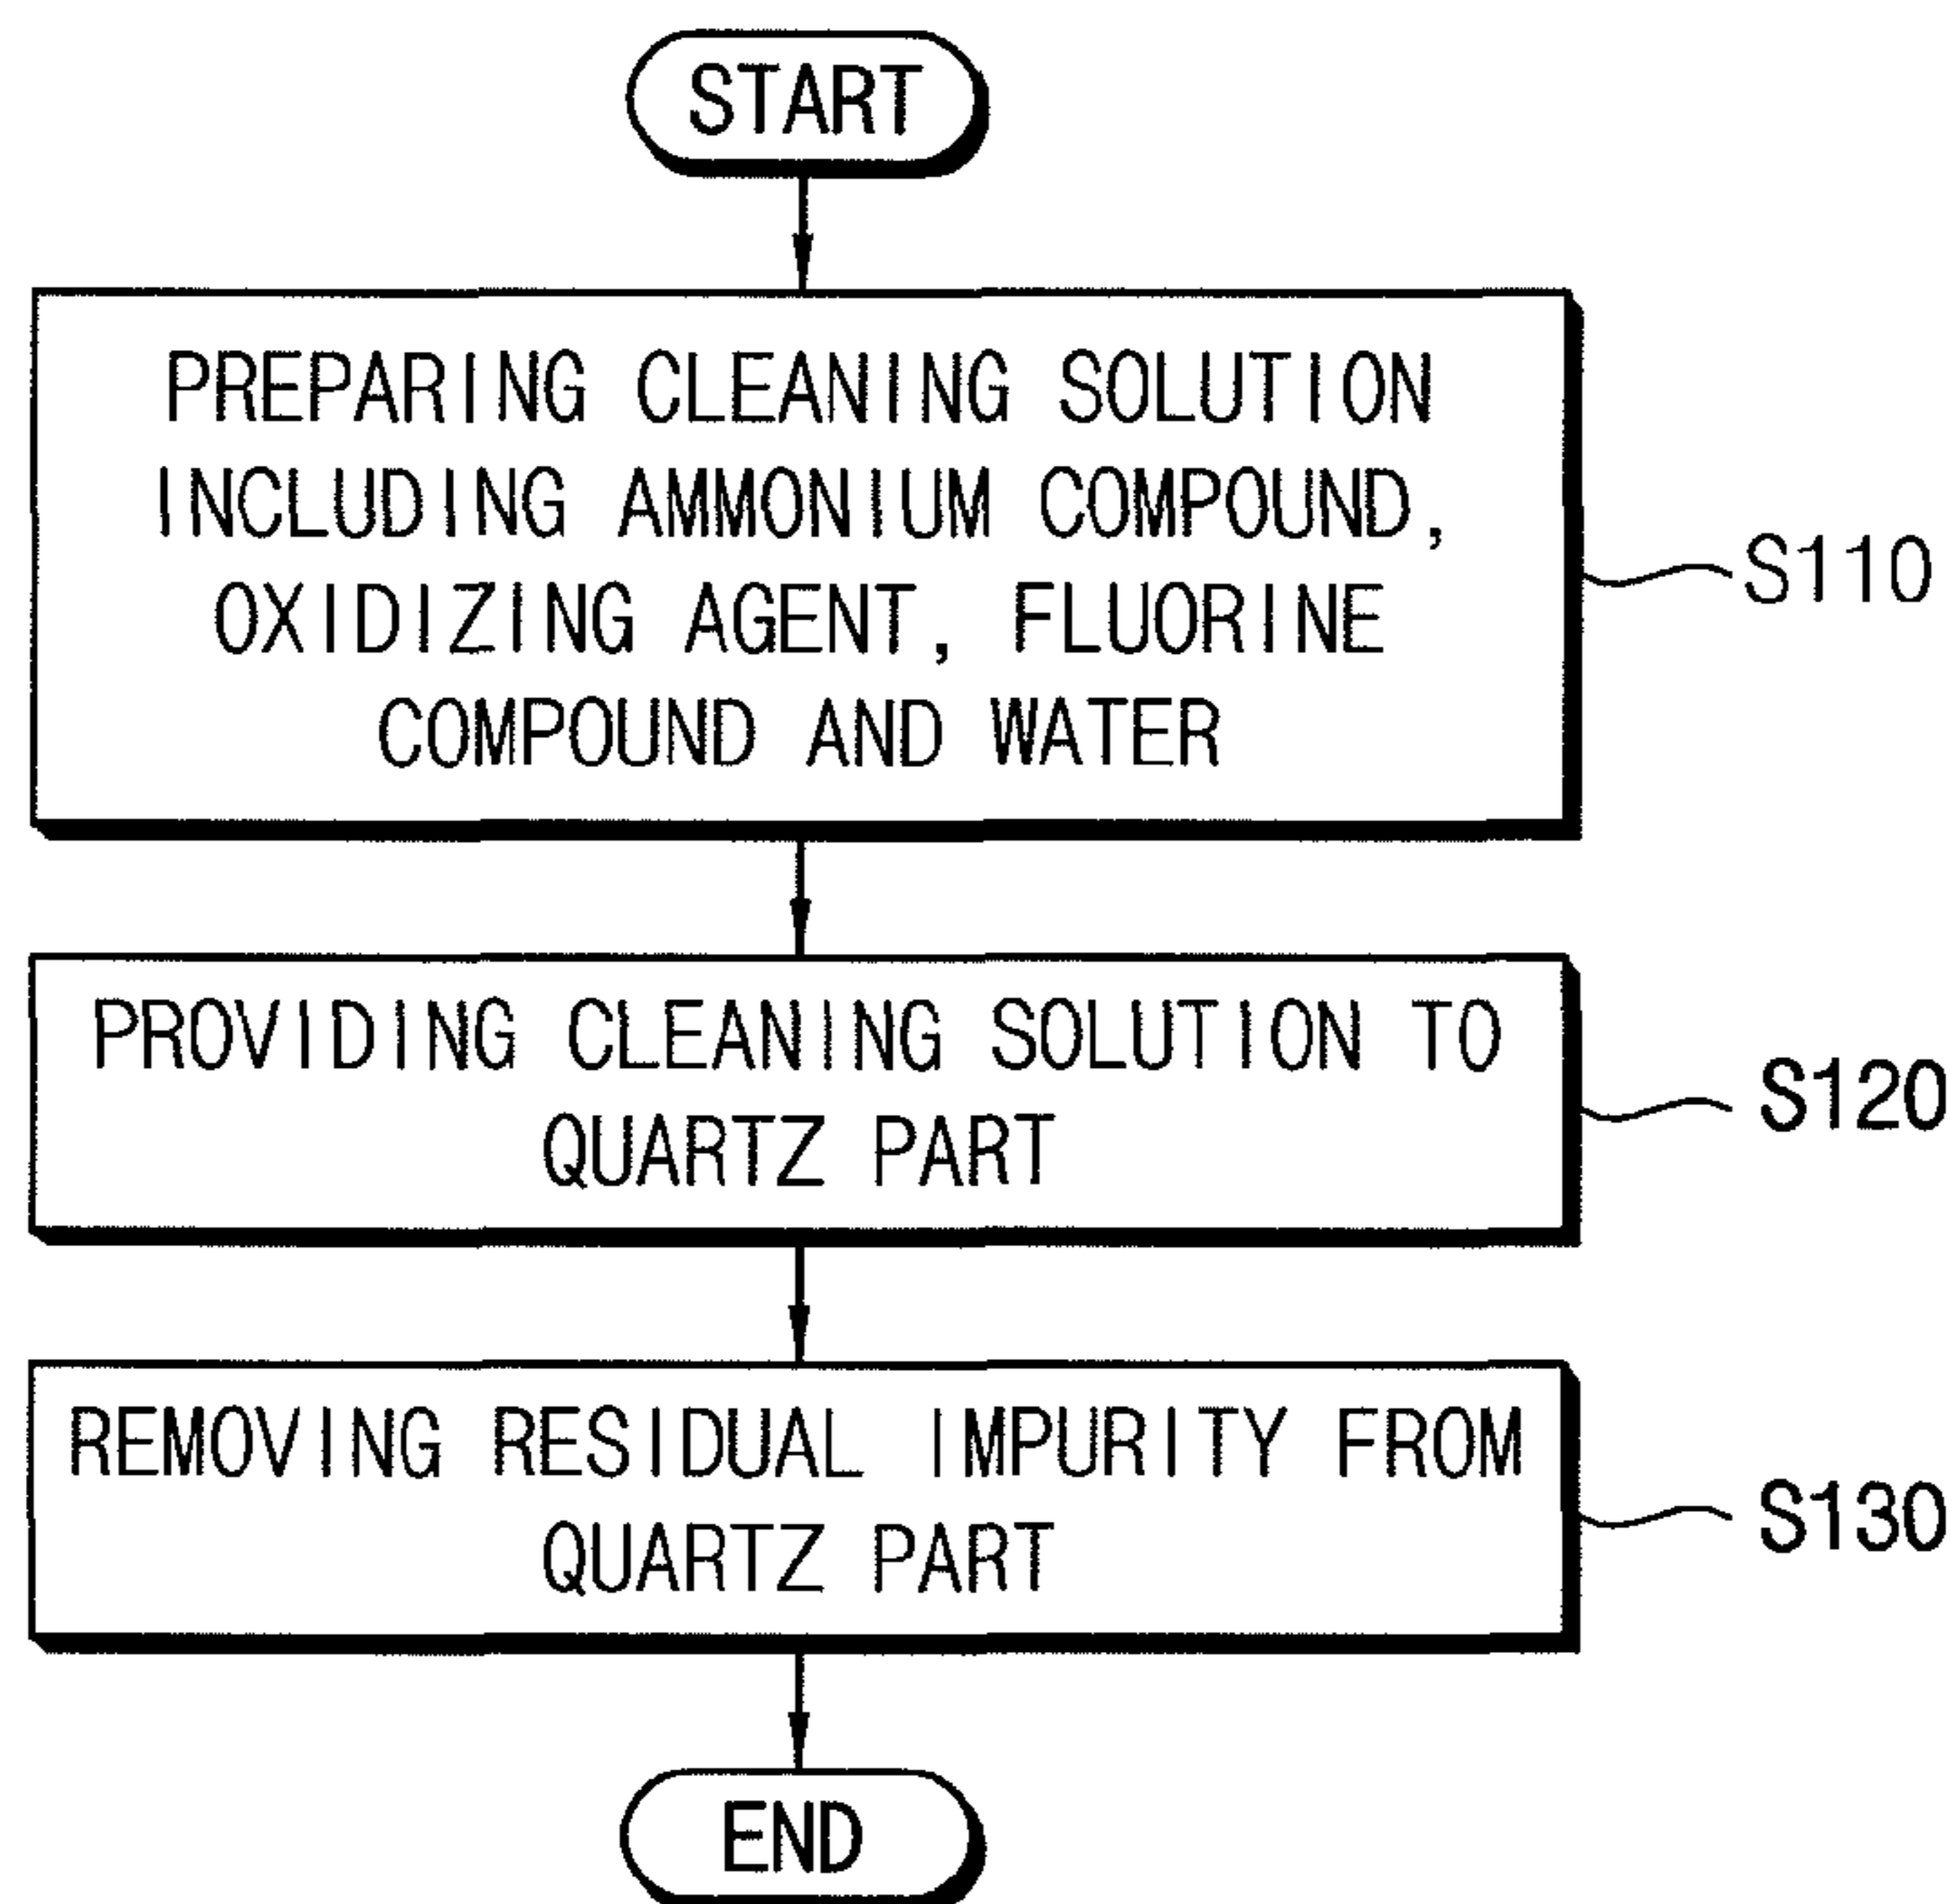 START
PREPARING CLEANING SOLUTION
INCLUDING AMMONIUM COMPOUND,
OXIDIZING AGENT, FLUORINE
COMPOUND AND WATER
S110
PROVIDING CLEANING SOLUTION TO
QUARTZ PART
S120
REMOVING RESIDUAL IMPURITY FROM
QUARTZ PART
S130
END